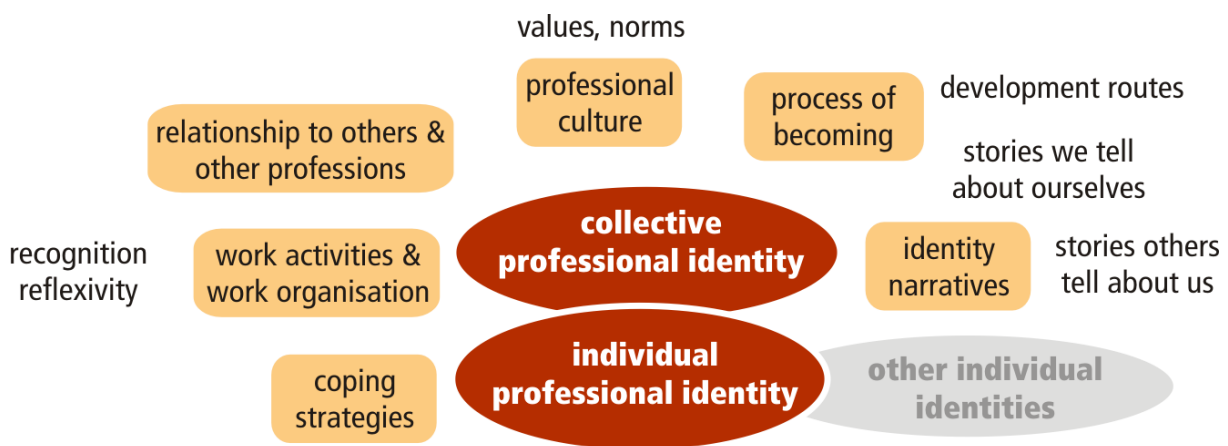 values, norms
professional
culture
process of
becoming
development routes
relationship to others &
other professions
stories we tell
about ourselves
collective
professional identity
recognition
reflexivity
work activities &
work organisation
identity
narratives
stories others
tell about us
individual
professional identity
other individual
identities
coping
strategies